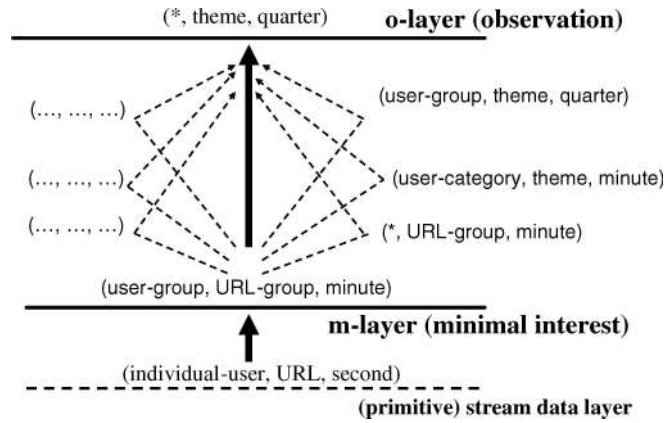 (*, theme, quarter)
o-layer (observation)
(..., ..., ...)
(user-group, theme, quarter)
(..., ..., ...)
(user-category, theme, minute)
(..., ..., ...)
(*, URL-group, minute)
(user-group, URL-group, minute)
m-layer (minimal interest)
(individual-user, URL, second)
(primitive) stream data layer